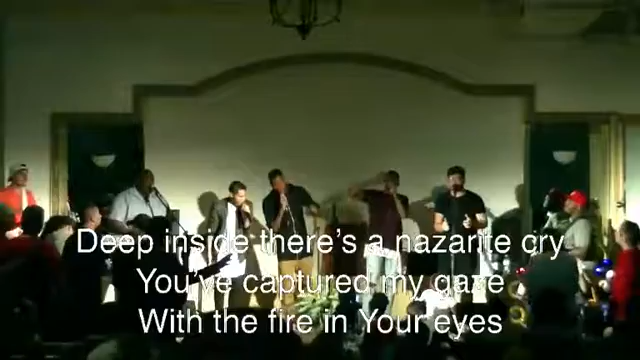 Deep inside there's a nazarite cry
You've captured my gaze
With the fire in Your eyes